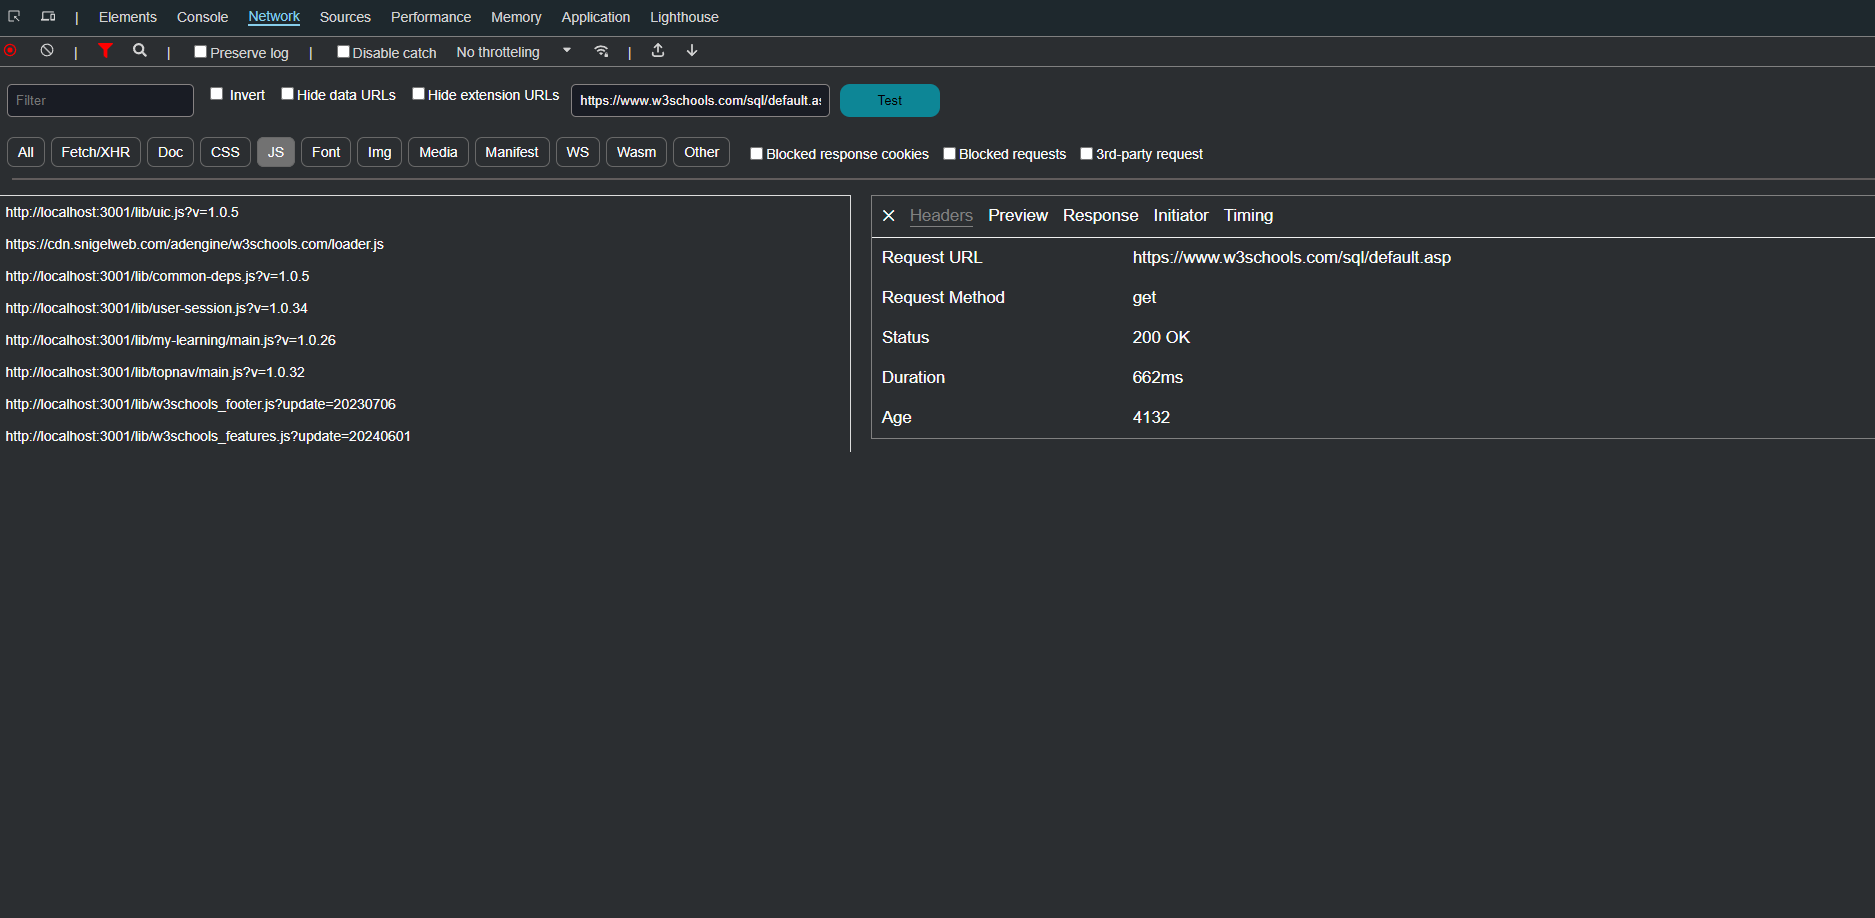 | Elements Console Network Sources Performance Memory Application Lighthouse
| | Preserve log | Disable catch No throtteling |
Filter Invert Hide data URLs Hide extension URLs https://www.w3schools.com/sql/default.a Test
All Fetch/XHR Doc CSS JS Font Img Media Manifest WS Wasm Other Blocked response cookies Blocked requests 3rd-party request
http://localhost:3001/lib/uic.js?v=1.0.5
https://cdn.snigelweb.com/adengine/w3schools.com/loader.js
http://localhost:3001/lib/common-deps.js?v=1.0.5
http://localhost:3001/lib/user-session.js?v=1.0.34
http://localhost:3001/lib/my-learning/main.js?v=1.0.26
http://localhost:3001/lib/topnav/main.js?v=1.0.32
http://localhost:3001/lib/w3schools_footer.js?update=20230706
http://localhost:3001/lib/w3schools_features.js?update=20240601
Headers Preview Response Initiator Timing
Request URL https://www.w3schools.com/sql/default.asp
Request Method get
Status 200 OK
Duration 662ms
Age 4132